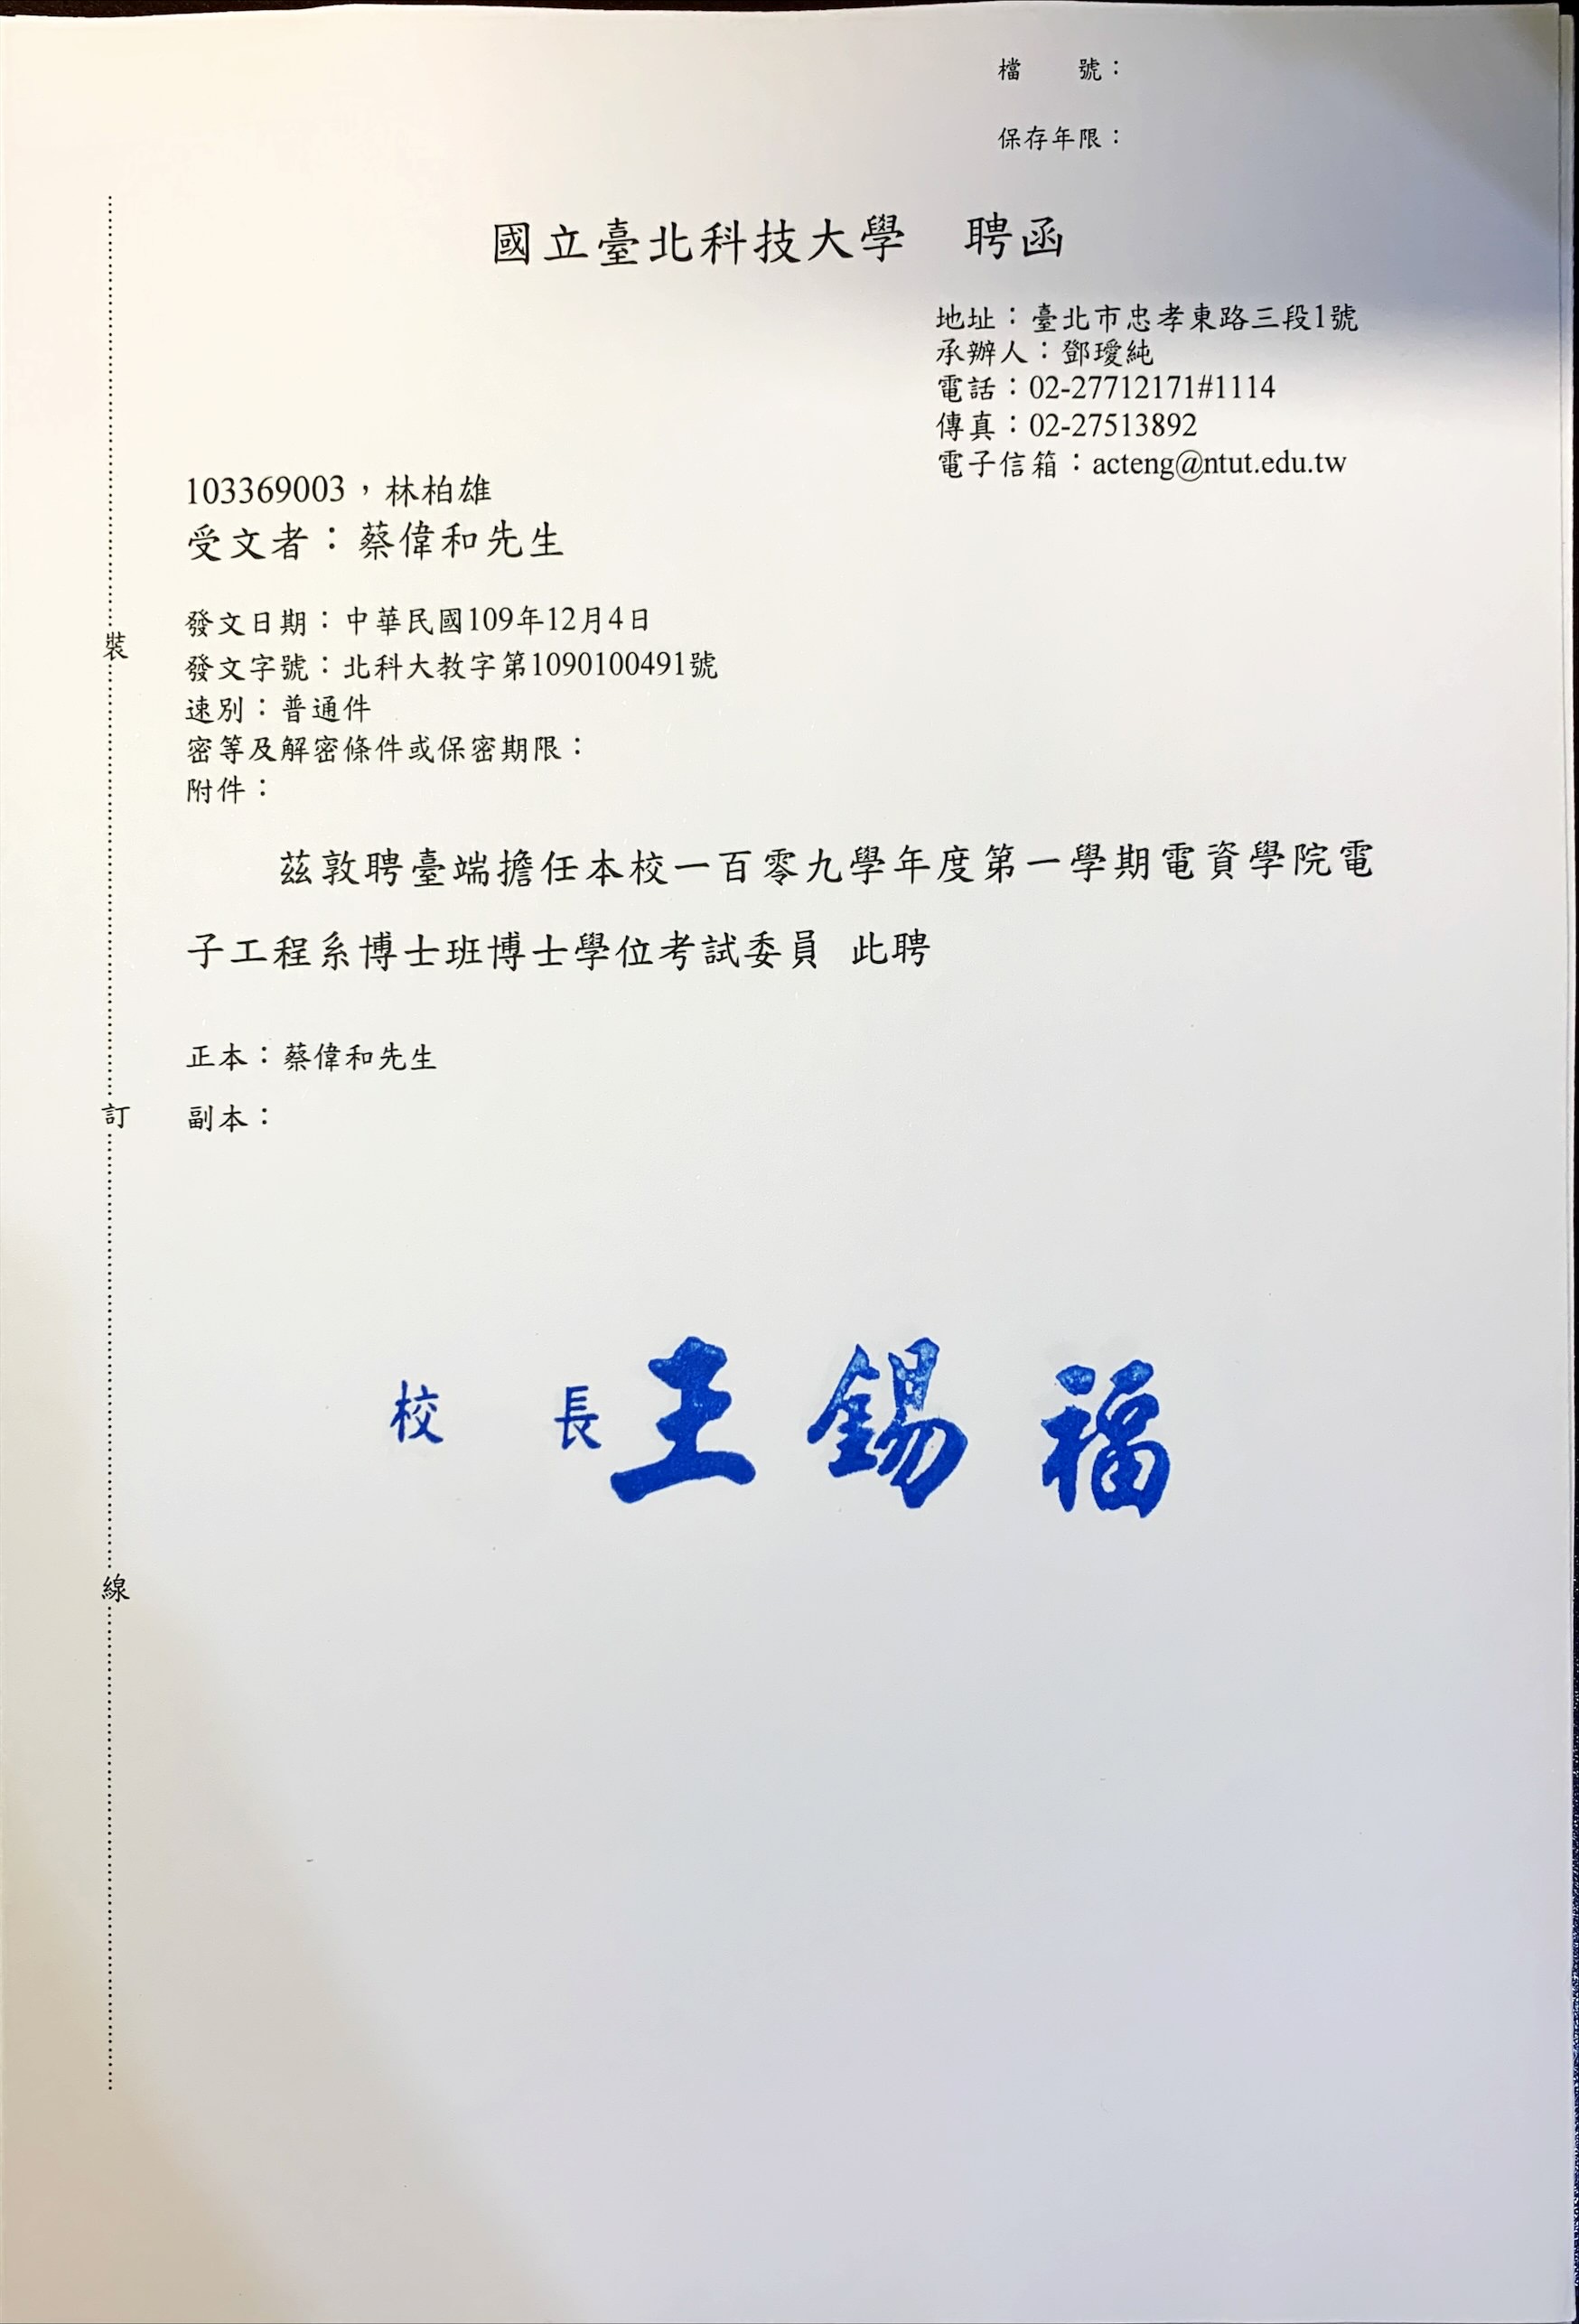 檔　　號：
保存年限：
國立臺北科技大學　聘函
地址：臺北市忠孝東路三段1號
承辦人：鄧璦純
電話：02-27712171#1114
傳真：02-27513892
電子信箱：acteng@ntut.edu.tw
103369003，林柏雄
受文者：蔡偉和先生
發文日期：中華民國109年12月4日
發文字號：北科大教字第1090100491號
速別：普通件
密等及解密條件或保密期限：
附件：
茲敦聘臺端擔任本校一百零九學年度第一學期電資學院電
子工程系博士班博士學位考試委員 此聘
正本：蔡偉和先生
副本：
校　長 王錫福
裝
訂
線